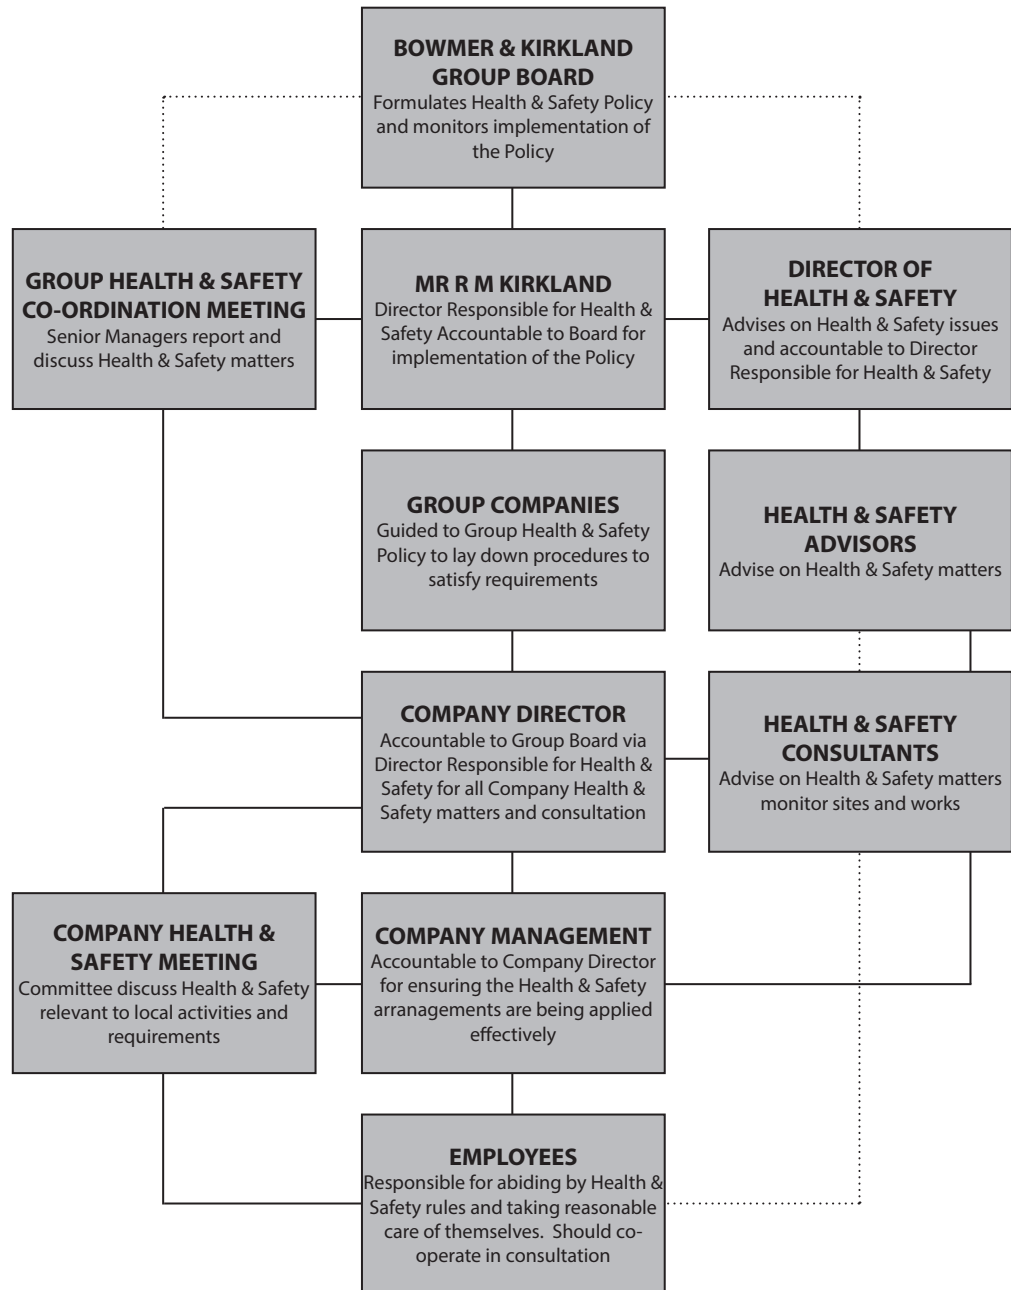 BOWMER & KIRKLAND
GROUP BOARD
Formulates Health & Safety Policy
and monitors implementation of
the Policy
GROUP HEALTH & SAFETY
CO-ORDINATION MEETING
Senior Managers report and
discuss Health & Safety matters
MR R M KIRKLAND
Director Responsible for Health &
Safety Accountable to Board for
implementation of the Policy
DIRECTOR OF
HEALTH & SAFETY
Advises on Health & Safety issues
and accountable to Director
Responsible for Health & Safety
GROUP COMPANIES
Guided to Group Health & Safety
Policy to lay down procedures to
satisfy requirements
HEALTH & SAFETY
ADVISORS
Advise on Health & Safety matters
COMPANY DIRECTOR
Accountable to Group Board via
Director Responsible for Health &
Safety for all Company Health &
Safety matters and consultation
HEALTH & SAFETY
CONSULTANTS
Advise on Health & Safety matters
monitor sites and works
COMPANY HEALTH &
SAFETY MEETING
Committee discuss Health & Safety
relevant to local activities and
requirements
COMPANY MANAGEMENT
Accountable to Company Director
for ensuring the Health & Safety
arranagements are being applied
effectively
EMPLOYEES
Responsible for abiding by Health &
Safety rules and taking reasonable
care of themselves. Should co-
operate in consultation